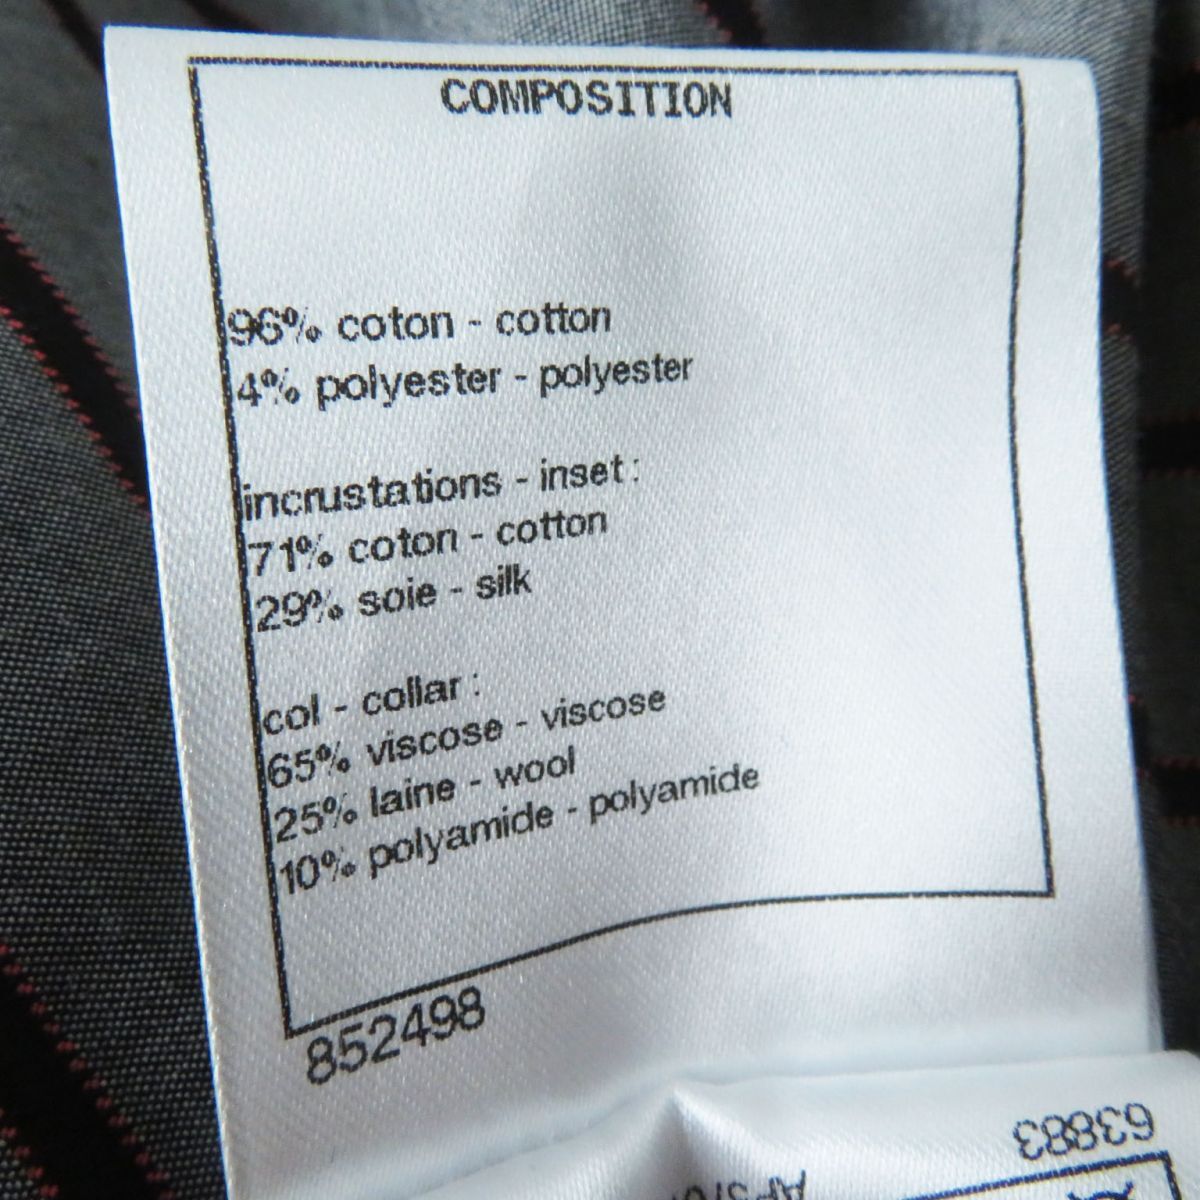 COMPOSITION
96% coton - cotton
4% polyester - polyester
incrustations - inset :
71% coton - cotton
29% soie - silk
col - collar :
65% viscose - viscose
25% laine - wool
10% polyamide - polyamide
852498
63883